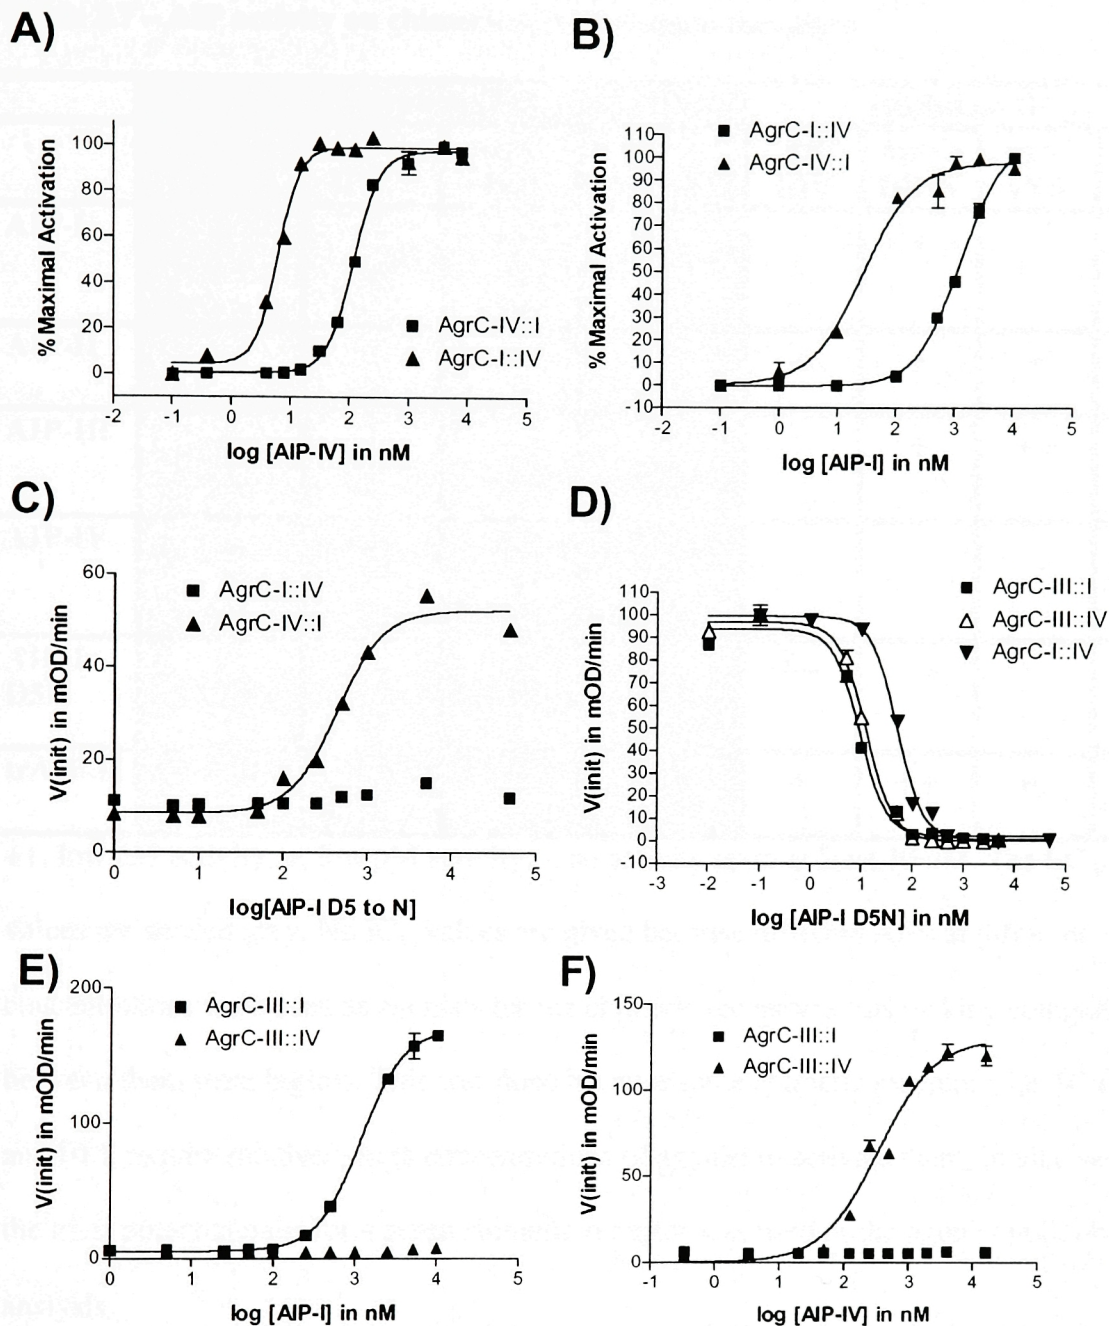 A)
B)
% Maximal Activation
100
80
60
40
20
0
-2 -1 0 1 2 3 4 5
log [AIP-IV] in nM
AgrC-IV::I
AgrC-I::IV
% Maximal Activation
110
100
90
80
70
60
50
40
30
20
10
0
-10
-2 -1 0 1 2 3 4 5
log [AIP-I] in nM
AgrC-I::IV
AgrC-IV::I
C)
D)
V(init) in mOD/min
60
40
20
0
0 1 2 3 4 5
log[AIP-I D5 to N]
AgrC-I::IV
AgrC-IV::I
V(init) in mOD/min
110
100
90
80
70
60
50
40
30
20
10
0
-10
-3 -2 -1 0 1 2 3 4 5
log [AIP-I D5N] in nM
AgrC-III::I
AgrC-III::IV
AgrC-I::IV
E)
F)
V(init) in mOD/min
200
100
0
0 1 2 3 4 5
log [AIP-I] in nM
AgrC-III::I
AgrC-III::IV
V(init) in mOD/min
150
100
50
0
-1 0 1 2 3 4 5
log [AIP-IV] in nM
AgrC-III::I
AgrC-III::IV